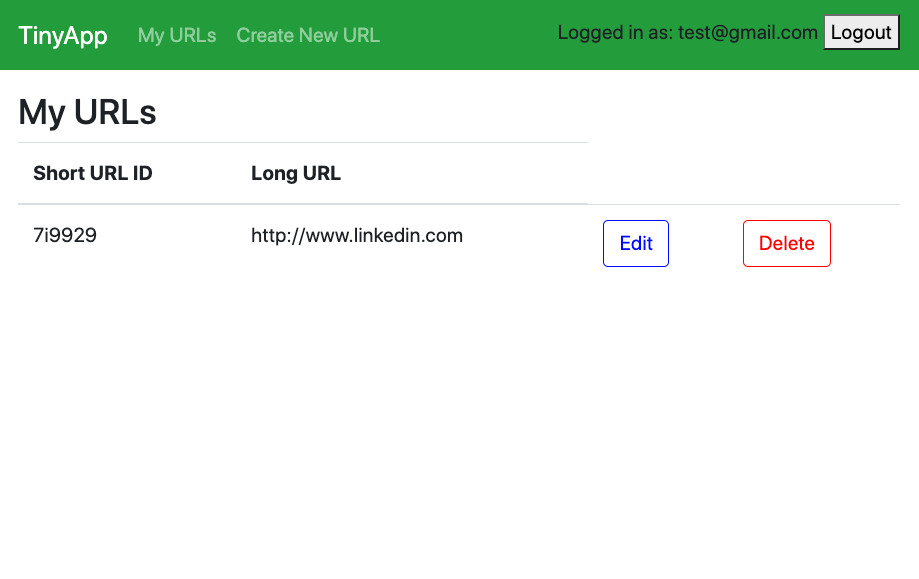 TinyApp My URLs Create New URL Logged in as: test@gmail.com Logout
My URLs
Short URL ID Long URL
7i9929 http://www.linkedin.com Edit Delete